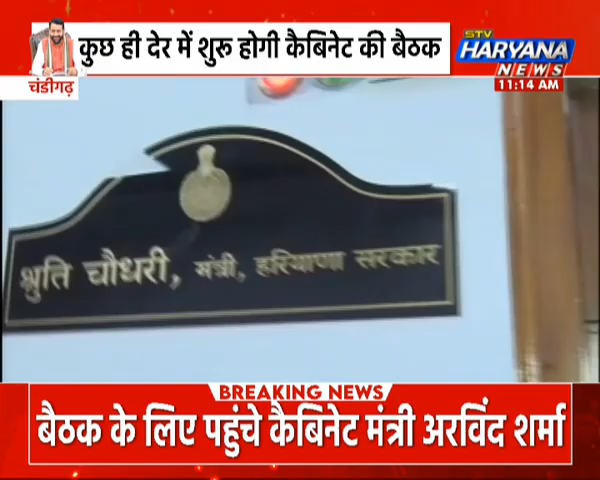 कुछ ही देर में शुरू होगी कैबिनेट की बैठक
STV
HARYANA
NEWS
चंडीगढ़
11:14 AM
श्रुति चौधरी, मंत्री, हरियाणा सरकार
BREAKING NEWS
बैठक के लिए पहुंचे कैबिनेट मंत्री अरविंद शर्मा